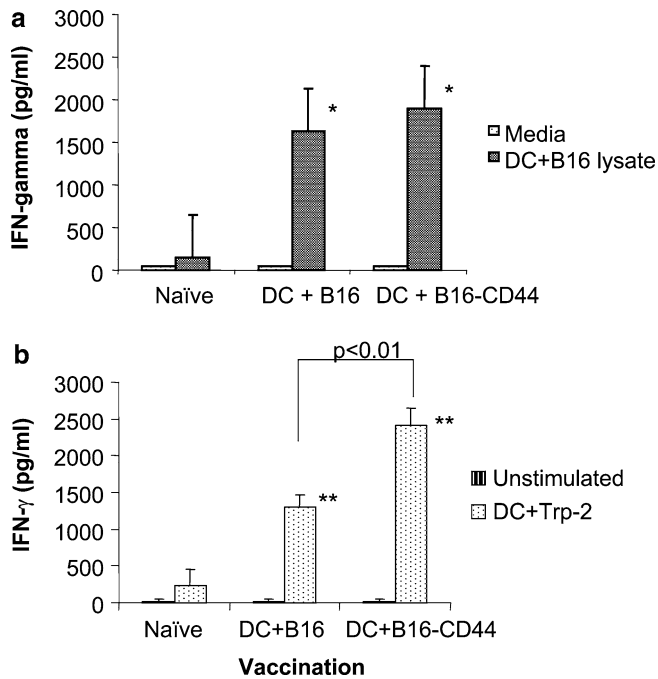 a
IFN-gamma (pg/ml)
3000
2500
2000
1500
1000
500
0
*
*
Media
DC+B16 lysate
Naïve
DC + B16
DC + B16-CD44
b
p<0.01
IFN-γ (pg/ml)
3000
2500
2000
1500
1000
500
0
**
**
Unstimulated
DC+Trp-2
Naïve
DC+B16
DC+B16-CD44
Vaccination